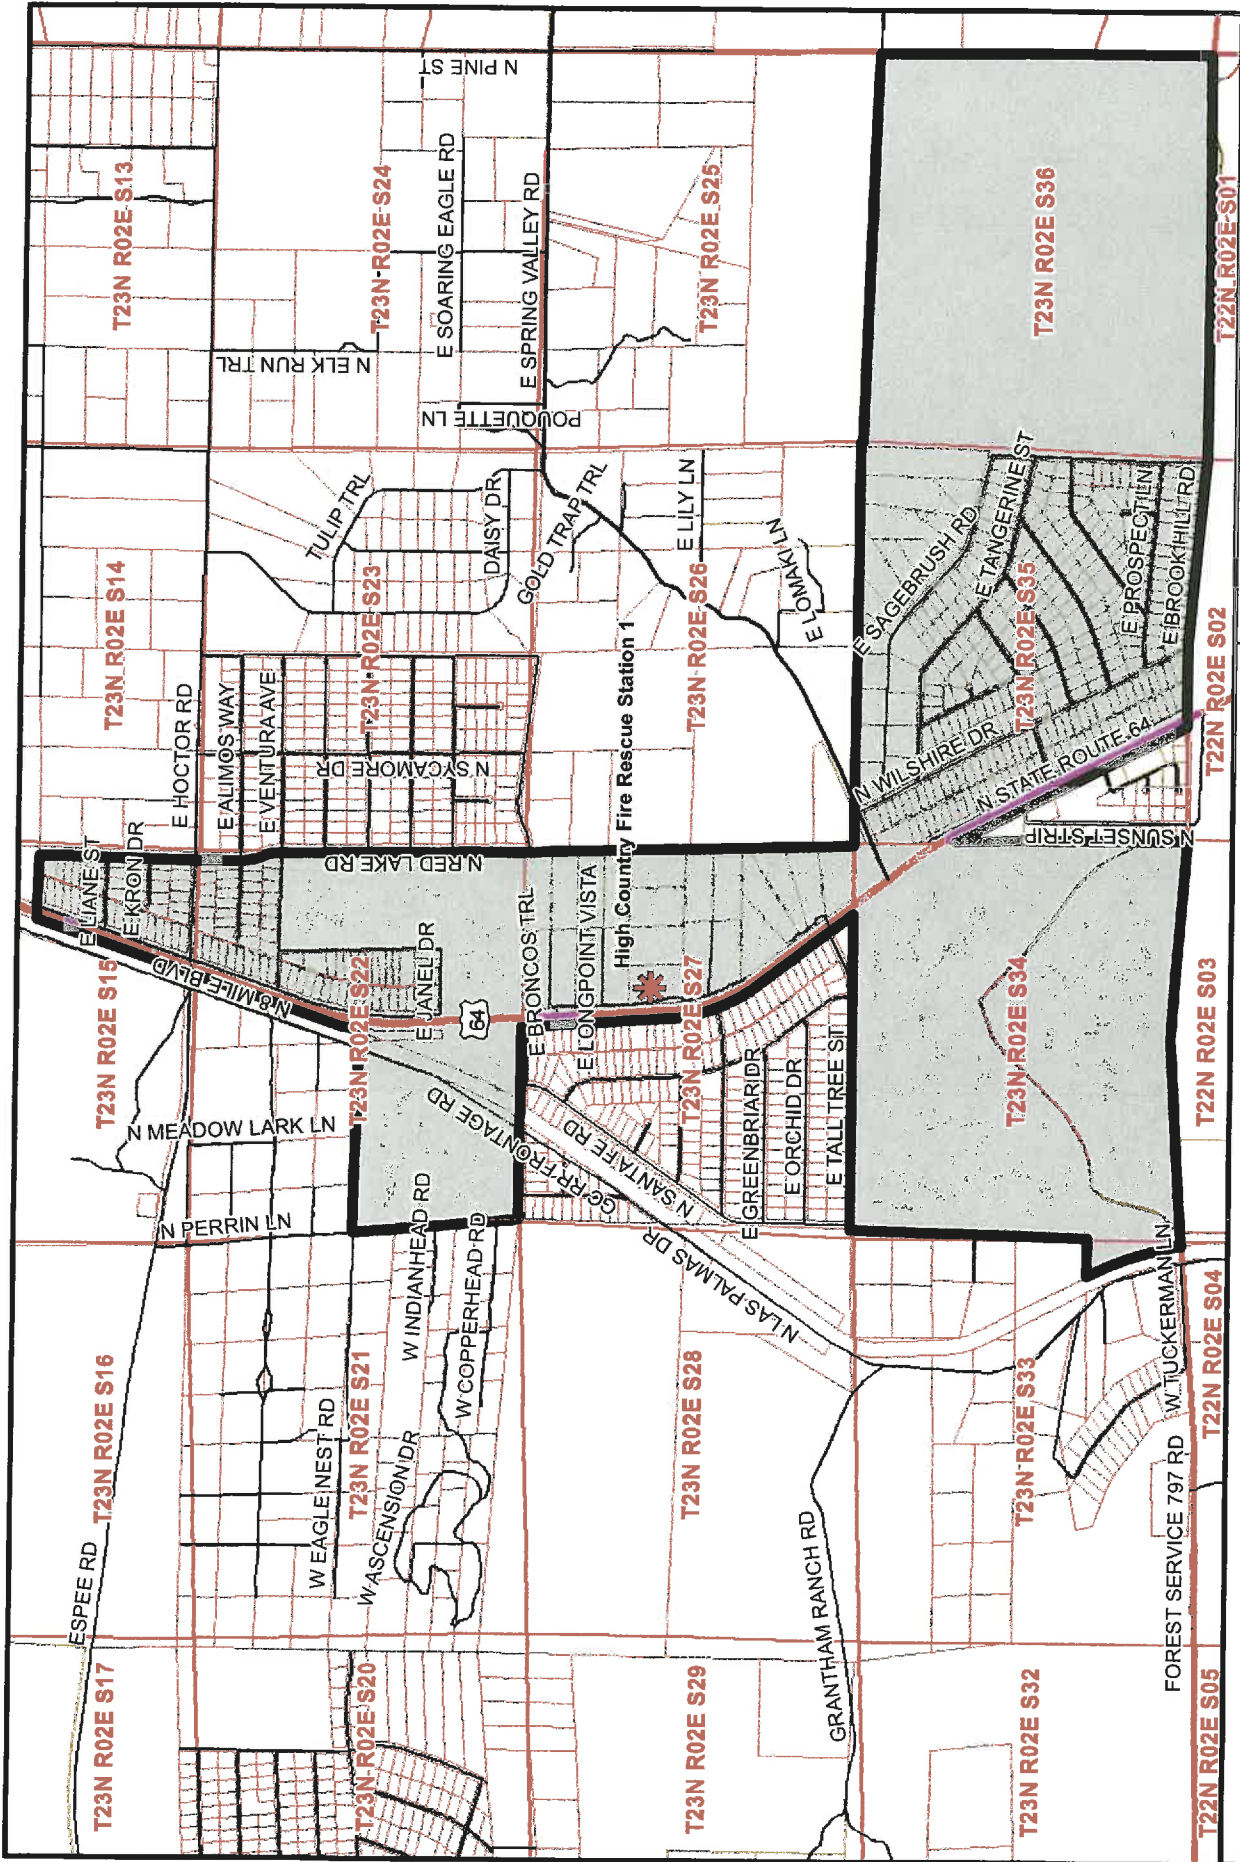 T23N R02E S17
T23N R02E S16
T23N R02E S15
T23N R02E S14
T23N R02E S13
ESPEE RD
N 8 MILE BLVD
E LIANE ST
E KRON DR
E HOCTOR RD
E ALIMOS WAY
E VENTURA AVE
N PERRIN LN
N MEADOW LARK LN
N ELK RUN TRL
N PINE ST
T23N R02E S20
T23N R02E S21
T23N R02E S22
T23N R02E S23
T23N R02E S24
W EAGLE NEST RD
W ASCENSION DR
W INDIANHEAD RD
W COPPERHEAD RD
GC RR FRONTAGE RD
E JANEL DR
64
N RED LAKE RD
N SYCAMORE DR
TULIP TRL
DAISY DR
POUQUETTE LN
E SOARING EAGLE RD
E SPRING VALLEY RD
E BRONCOS TRL
E LONGPOINT VISTA
High Country Fire Rescue Station 1
GOLD TRAP TRL
E LILY LN
E LOMAKI LN
T23N R02E S29
T23N R02E S28
T23N R02E S27
T23N R02E S26
T23N R02E S25
N LAS PALMAS DR
N SANTA FE RD
E GREENBRIAR DR
E ORCHID DR
E TALL TREE ST
GRANTHAM RANCH RD
E SAGEBRUSH RD
E TANGERINE ST
N WILSHIRE DR
N STATE ROUTE 64
N SUNSET STRIP
E PROSPECT LN
E BROOK HILL RD
T23N R02E S32
T23N R02E S33
T23N R02E S34
T23N R02E S35
T23N R02E S36
FOREST SERVICE 797 RD
W TUCKERMAN LN
T22N R02E S05
T22N R02E S04
T22N R02E S03
T22N R02E S02
T22N R02E S01